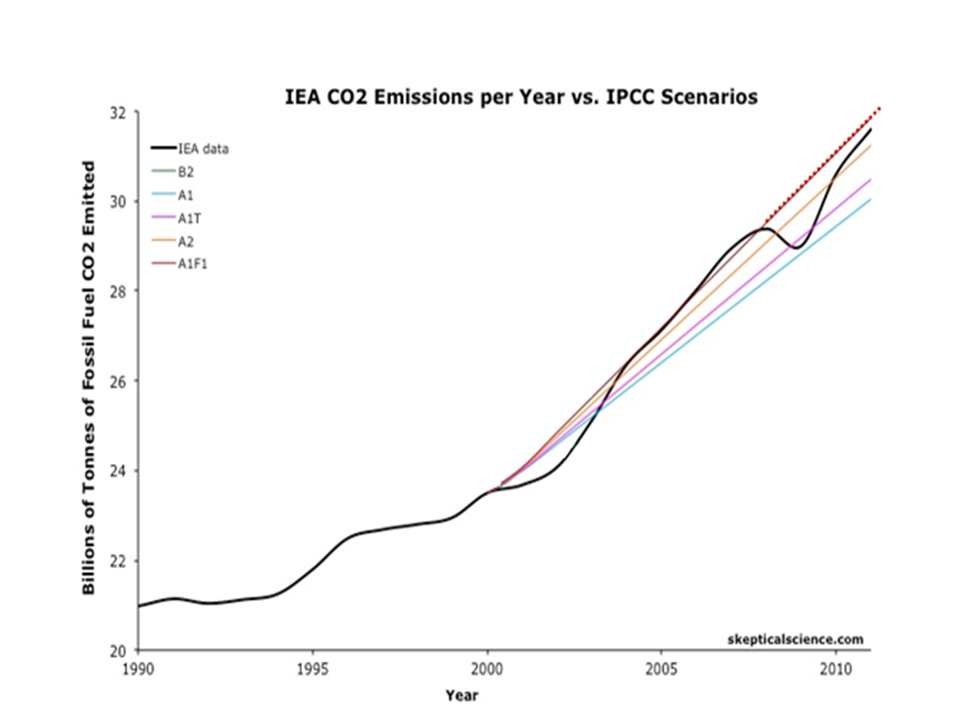 IEA CO2 Emissions per Year vs. IPCC Scenarios
Billions of Tonnes of Fossil Fuel CO2 Emitted
32
30
28
26
24
22
20
IEA data
B2
A1
A1T
A2
A1F1
skepticalscience.com
1990 1995 2000 2005 2010
Year